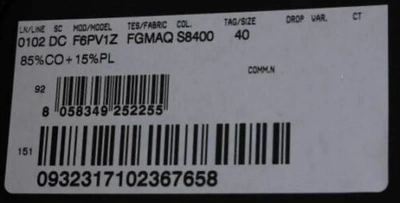 LN/LINE SC MOD/MODEL TES/FABRIC COL. TAG/SIZE DROP VAR. CT
0102 DC F6PV1Z FGMAQ S8400 40
85%CO+15%PL
COMM.N
92
8 058349 252255
151
0932317102367658